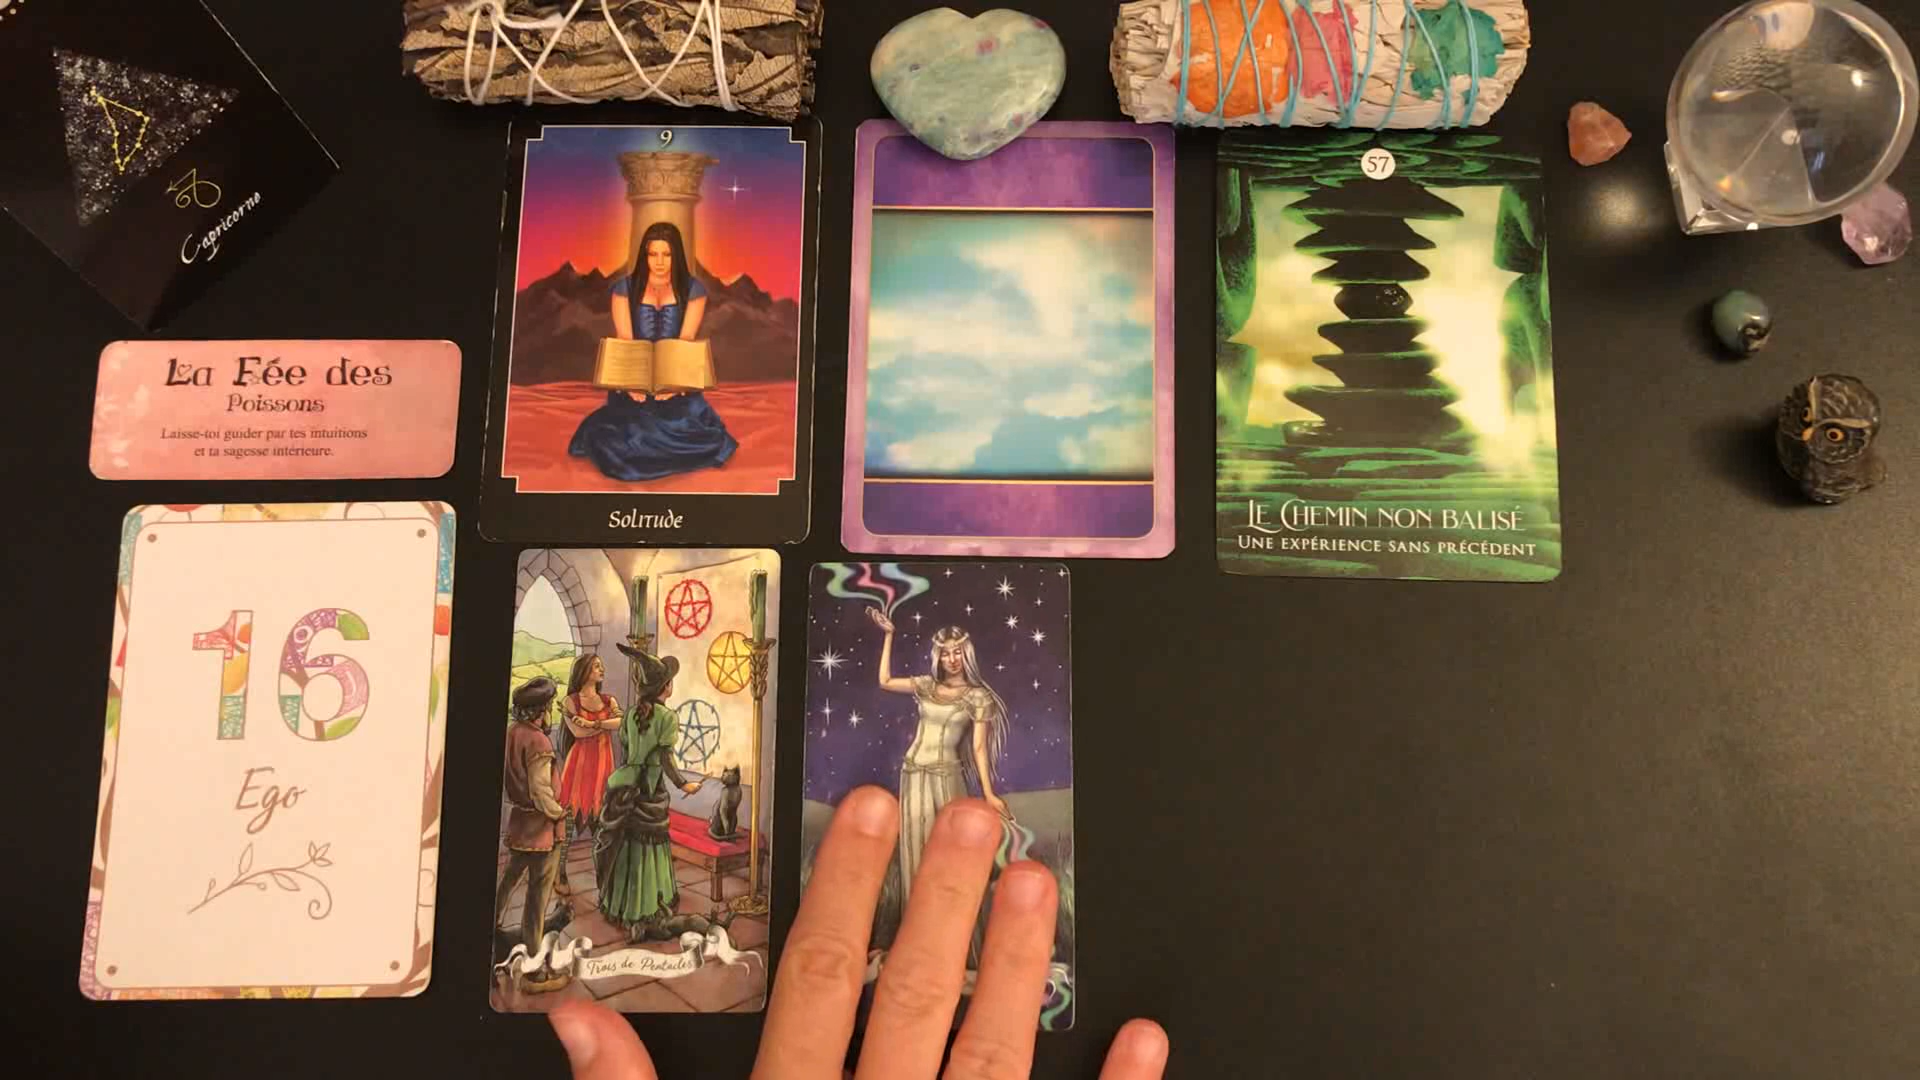 Capricorne
9
Solitude
57
Le Chemin non balisé
Une expérience sans précédent
La Fée des
Poissons
Laisse-toi guider par tes intuitions
et ta sagesse intérieure.
16
Ego
Trois de Pentacles